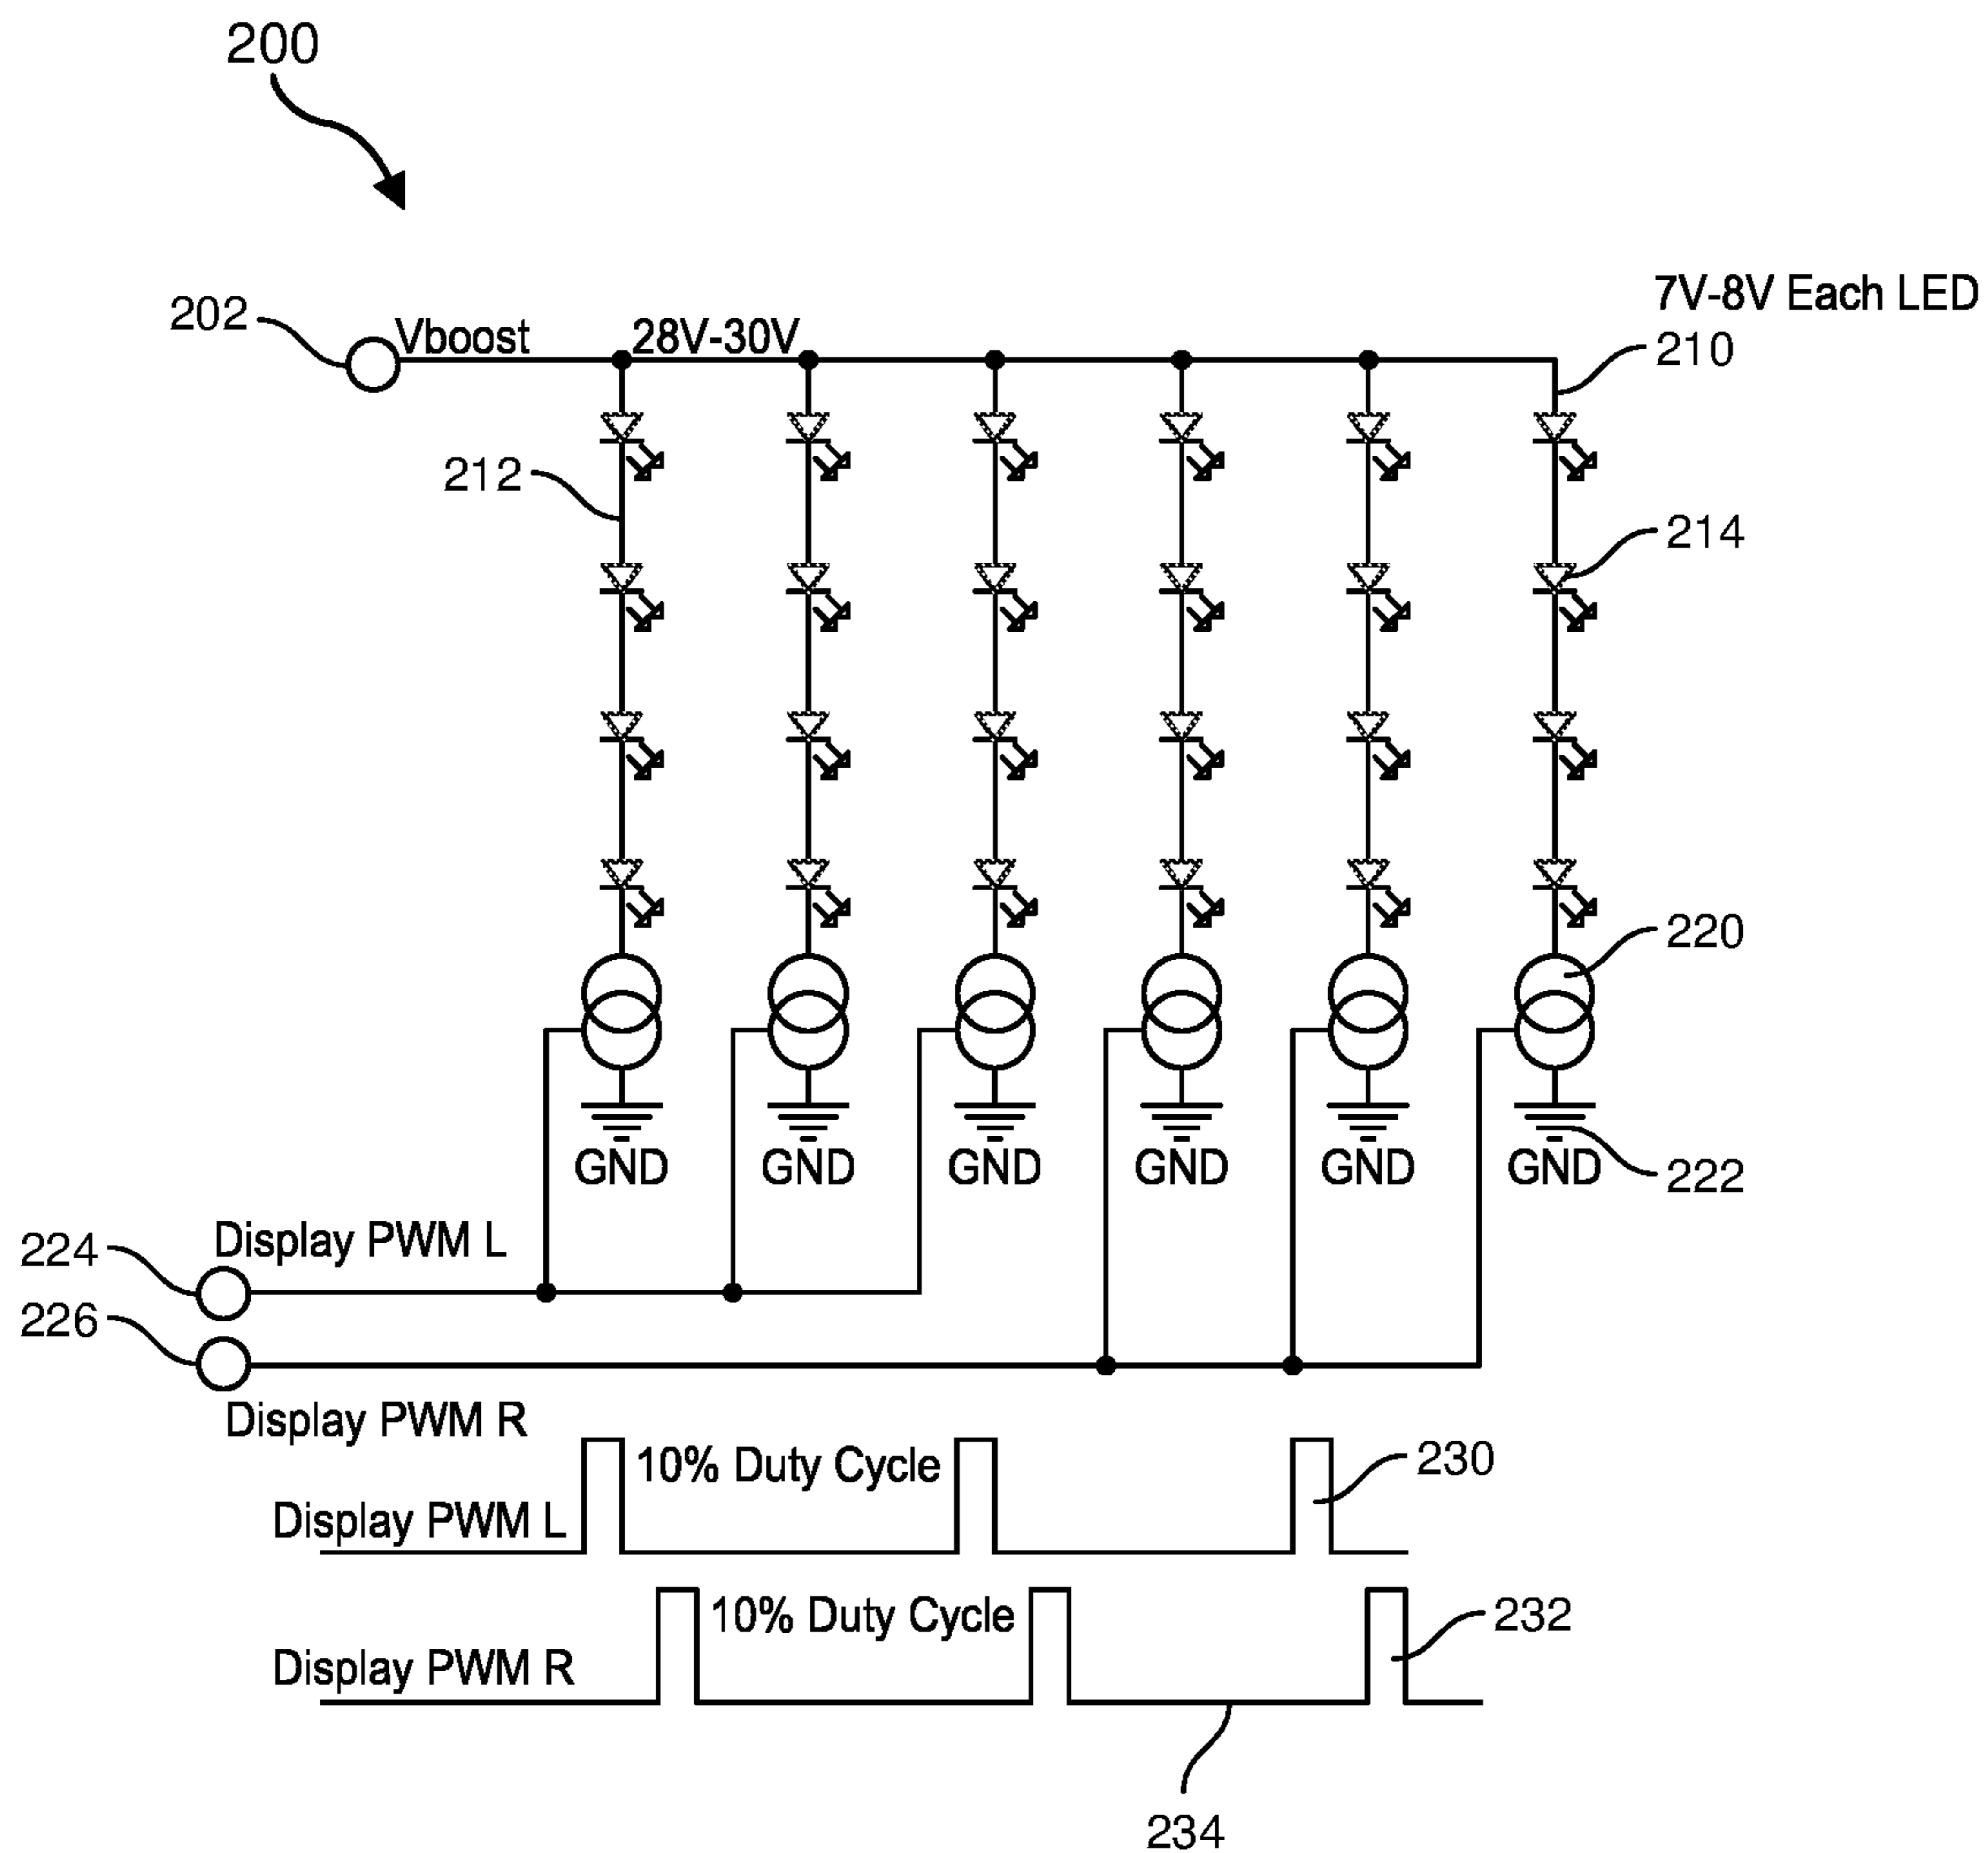 200
7V-8V Each LED
202
Vboost
28V-30V
210
212
214
220
GND GND GND GND GND GND
222
Display PWM L
224
226
Display PWM R
10% Duty Cycle
230
Display PWM L
10% Duty Cycle
232
Display PWM R
234